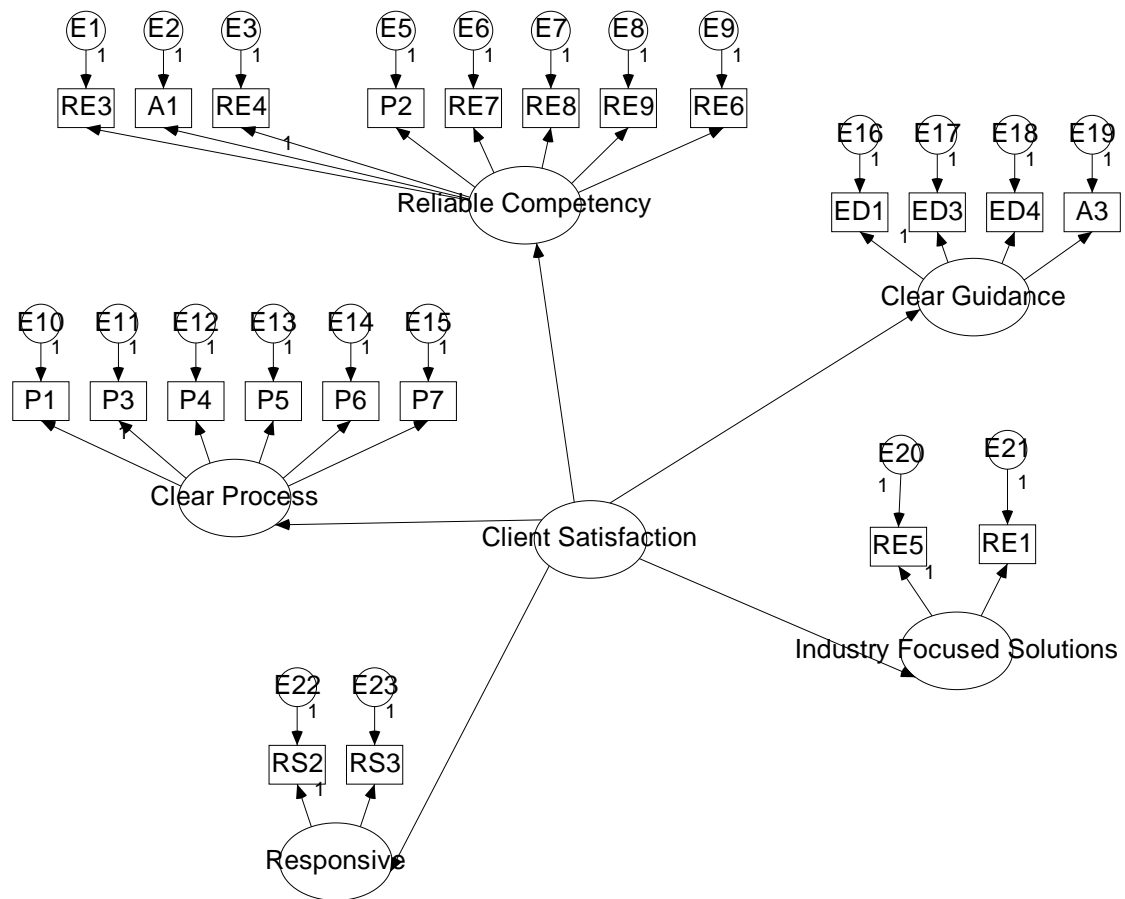 E1 E2 E3 E5 E6 E7 E8 E9
1 1 1 1 1 1 1 1
RE3 A1 RE4 P2 RE7 RE8 RE9 RE6
1
Reliable Competency
E16 E17 E18 E19
1 1 1 1
ED1 ED3 ED4 A3
1
Clear Guidance
E10 E11 E12 E13 E14 E15
1 1 1 1 1 1
P1 P3 P4 P5 P6 P7
1
Clear Process
E20 E21
1 1
RE5 RE1
1
Client Satisfaction
Industry Focused Solutions
E22 E23
1 1
RS2 RS3
1
Responsive